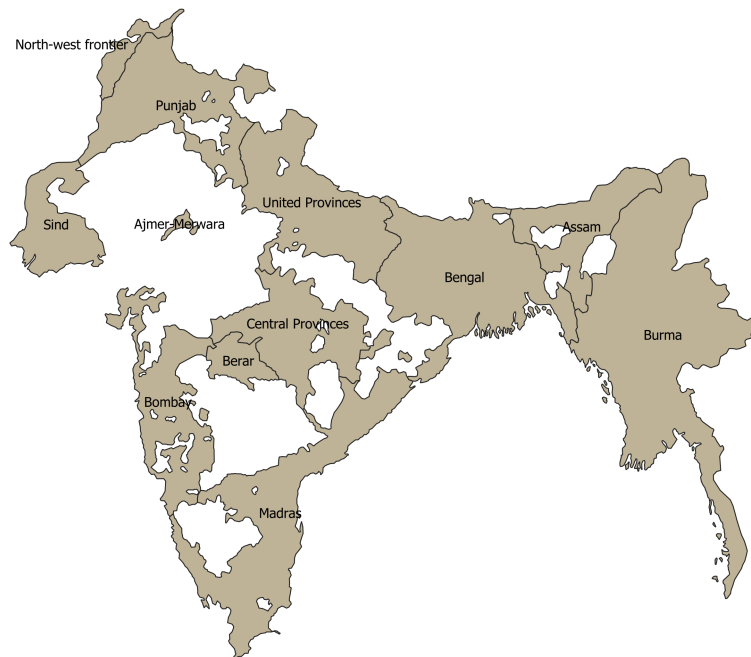 North-west frontier
Punjab
United Provinces
Sind
Ajmer-Merwara
Assam
Bengal
Central Provinces
Burma
Berar
Bombay
Madras